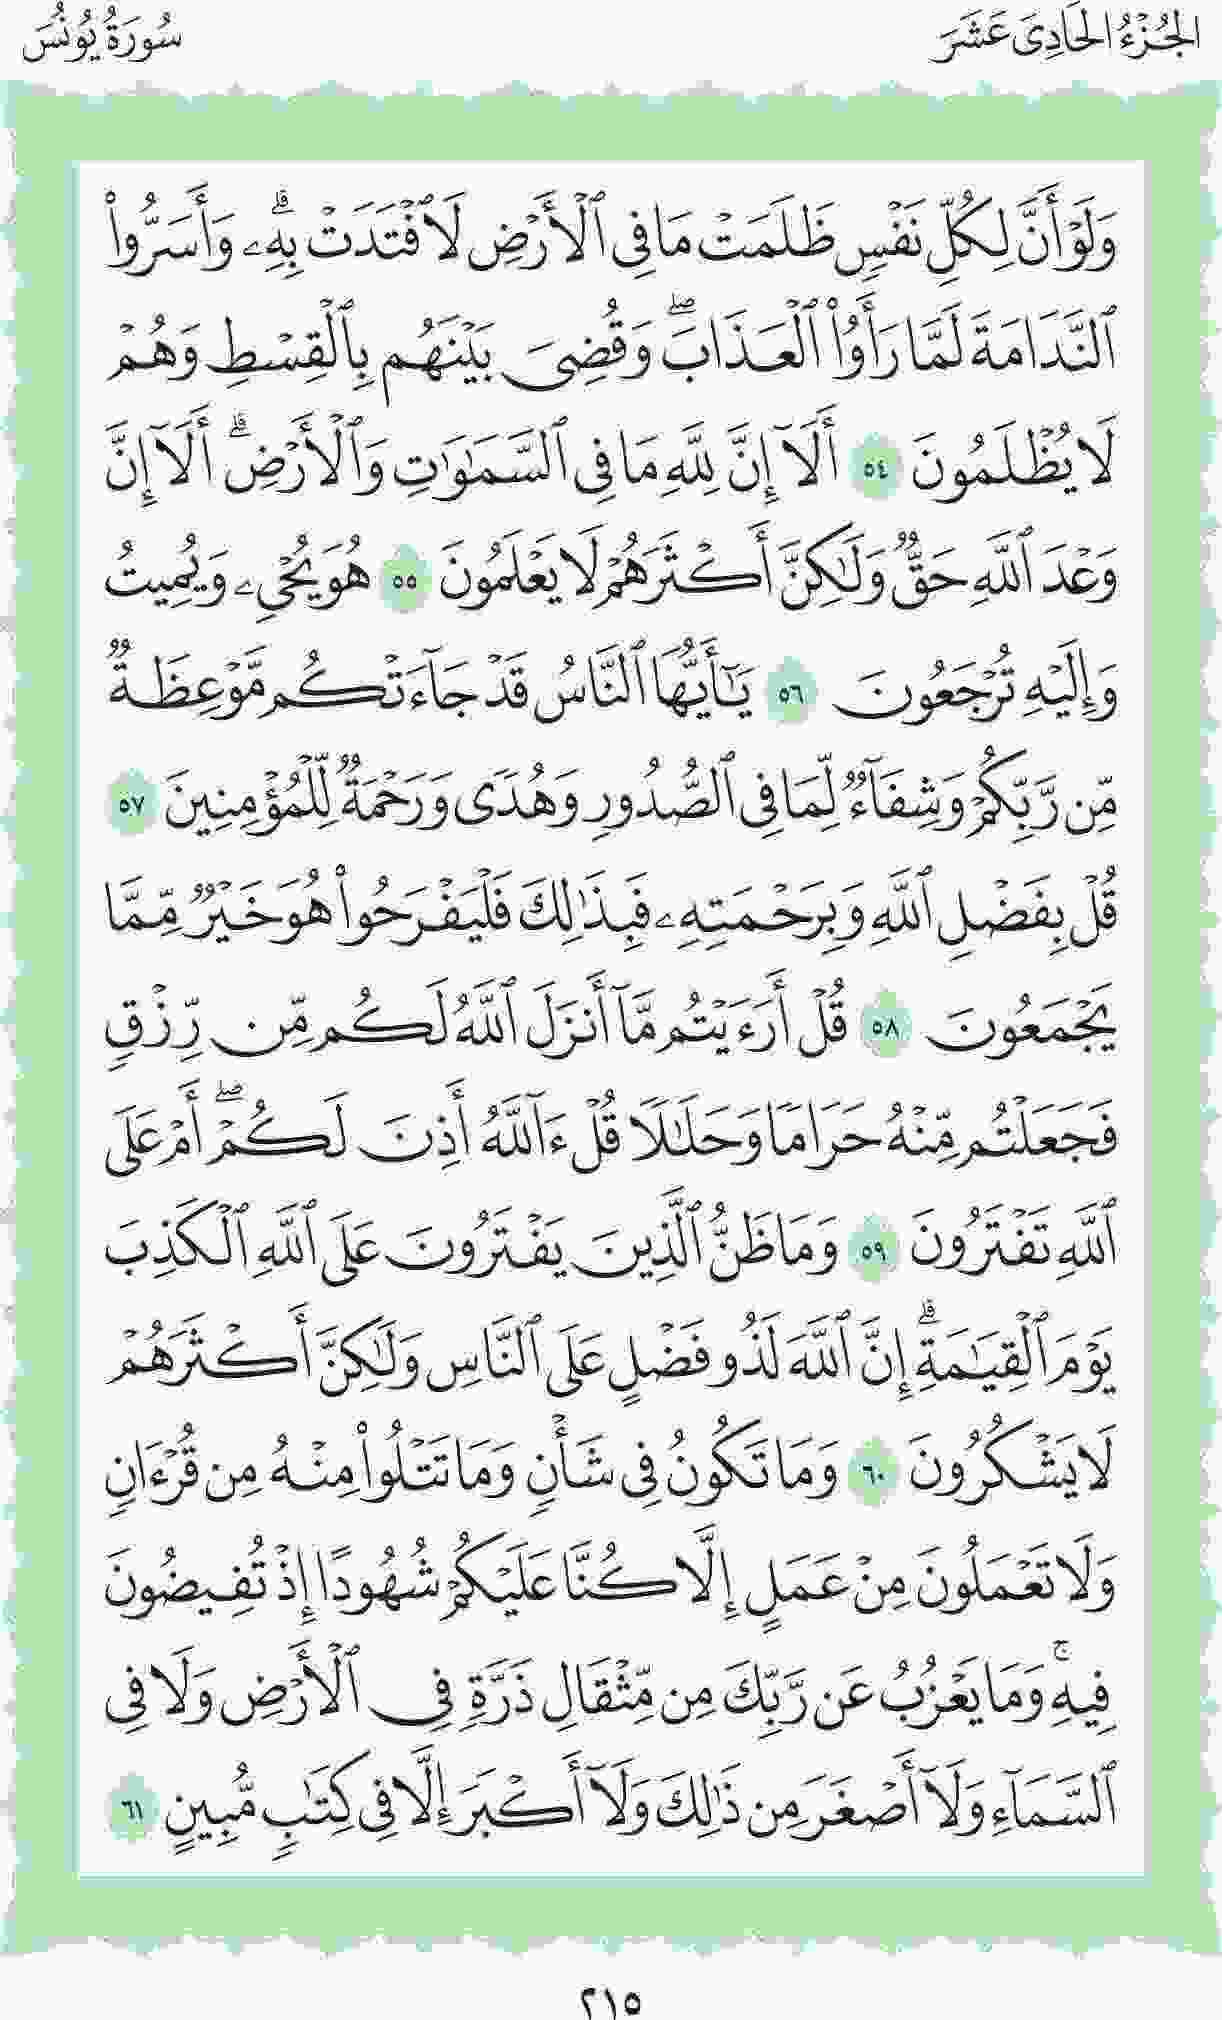 الجُزْءُ الحَادِىَ عَشَرَ
سُورَةُ يُونُسَ
وَلَوْ أَنَّ لِكُلِّ نَفْسٍ ظَلَمَتْ مَا فِى ٱلْأَرْضِ لَٱفْتَدَتْ بِهِۦۗ وَأَسَرُّوا۟
ٱلنَّدَامَةَ لَمَّا رَأَوُا۟ ٱلْعَذَابَۖ وَقُضِىَ بَيْنَهُم بِٱلْقِسْطِ وَهُمْ
لَا يُظْلَمُونَ ٥٤ أَلَآ إِنَّ لِلَّهِ مَا فِى ٱلسَّمَٰوَٰتِ وَٱلْأَرْضِۗ أَلَآ إِنَّ
وَعْدَ ٱللَّهِ حَقٌّ وَلَٰكِنَّ أَكْثَرَهُمْ لَا يَعْلَمُونَ ٥٥ هُوَ يُحْىِۦ وَيُمِيتُ
وَإِلَيْهِ تُرْجَعُونَ ٥٦ يَٰٓأَيُّهَا ٱلنَّاسُ قَدْ جَآءَتْكُم مَّوْعِظَةٌ
مِّن رَّبِّكُمْ وَشِفَآءٌ لِّمَا فِى ٱلصُّدُورِ وَهُدًى وَرَحْمَةٌ لِّلْمُؤْمِنِينَ ٥٧
قُلْ بِفَضْلِ ٱللَّهِ وَبِرَحْمَتِهِۦ فَبِذَٰلِكَ فَلْيَفْرَحُوا۟ هُوَ خَيْرٌ مِّمَّا
يَجْمَعُونَ ٥٨ قُلْ أَرَءَيْتُم مَّآ أَنزَلَ ٱللَّهُ لَكُم مِّن رِّزْقٍ
فَجَعَلْتُم مِّنْهُ حَرَامًا وَحَلَٰلًا قُلْ ءَآللَّهُ أَذِنَ لَكُمْۖ أَمْ عَلَى
ٱللَّهِ تَفْتَرُونَ ٥٩ وَمَا ظَنُّ ٱلَّذِينَ يَفْتَرُونَ عَلَى ٱللَّهِ ٱلْكَذِبَ
يَوْمَ ٱلْقِيَٰمَةِۗ إِنَّ ٱللَّهَ لَذُو فَضْلٍ عَلَى ٱلنَّاسِ وَلَٰكِنَّ أَكْثَرَهُمْ
لَا يَشْكُرُونَ ٦٠ وَمَا تَكُونُ فِى شَأْنٍ وَمَا تَتْلُوا۟ مِنْهُ مِن قُرْءَانٍ
وَلَا تَعْمَلُونَ مِنْ عَمَلٍ إِلَّا كُنَّا عَلَيْكُمْ شُهُودًا إِذْ تُفِيضُونَ
فِيهِۚ وَمَا يَعْزُبُ عَن رَّبِّكَ مِن مِّثْقَالِ ذَرَّةٍ فِى ٱلْأَرْضِ وَلَا فِى
ٱلسَّمَآءِ وَلَآ أَصْغَرَ مِن ذَٰلِكَ وَلَآ أَكْبَرَ إِلَّا فِى كِتَٰبٍ مُّبِينٍ ٦١
٢١٥